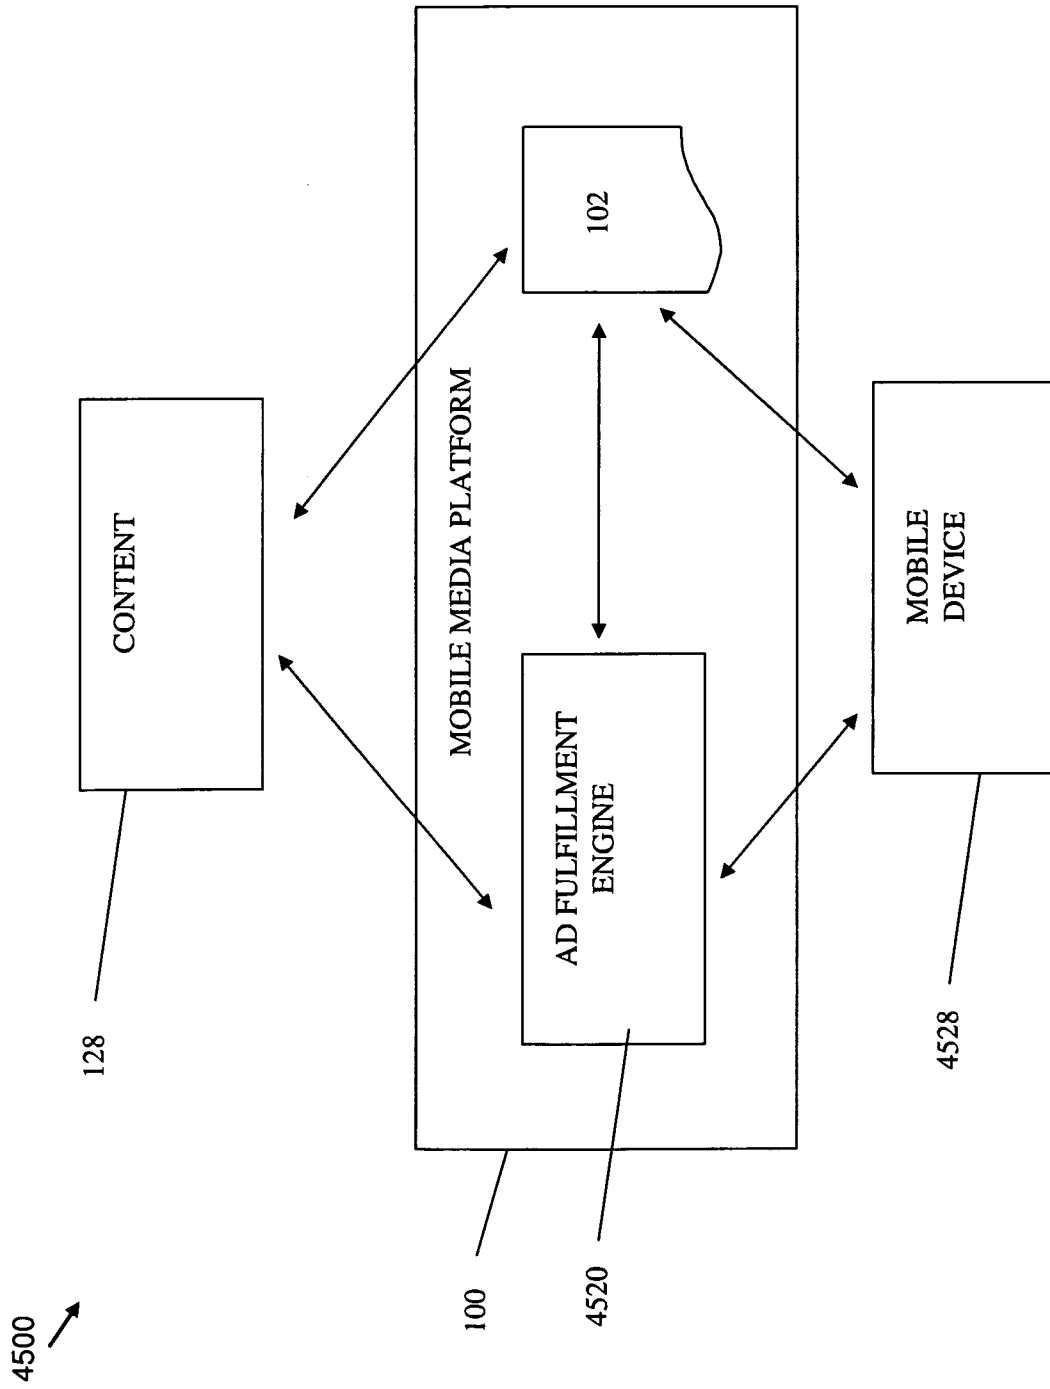 4500
CONTENT
128
MOBILE MEDIA PLATFORM
100
AD FULFILLMENT
ENGINE
4520
102
MOBILE
DEVICE
4528